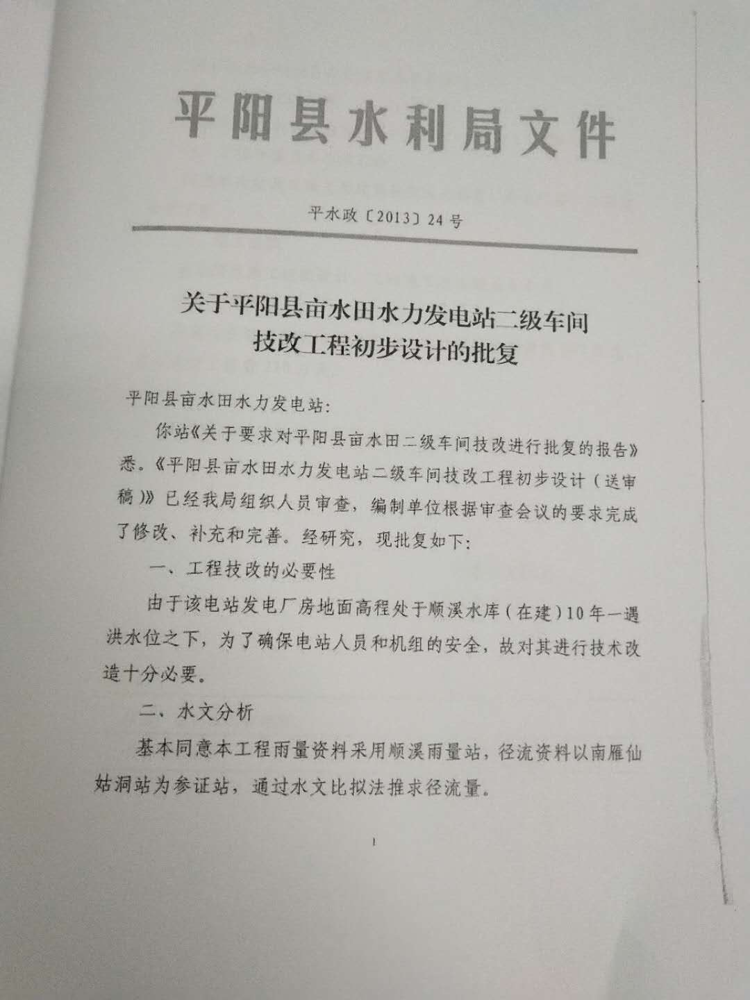 平阳县水利局文件
平水政〔2013〕24号
关于平阳县亩水田水力发电站二级车间
技改工程初步设计的批复
平阳县亩水田水力发电站：
你站《关于要求对平阳县亩水田二级车间技改进行批复的报告》
悉。《平阳县亩水田水力发电站二级车间技改工程初步设计（送审
稿）》已经我局组织人员审查，编制单位根据审查会议的要求完成
了修改、补充和完善。经研究，现批复如下：
一、工程技改的必要性
由于该电站发电厂房地面高程处于顺溪水库（在建）10年一遇
洪水位之下，为了确保电站人员和机组的安全，故对其进行技术改
造十分必要。
二、水文分析
基本同意本工程雨量资料采用顺溪雨量站，径流资料以南雁仙
姑洞站为参证站，通过水文比拟法推求径流量。
1